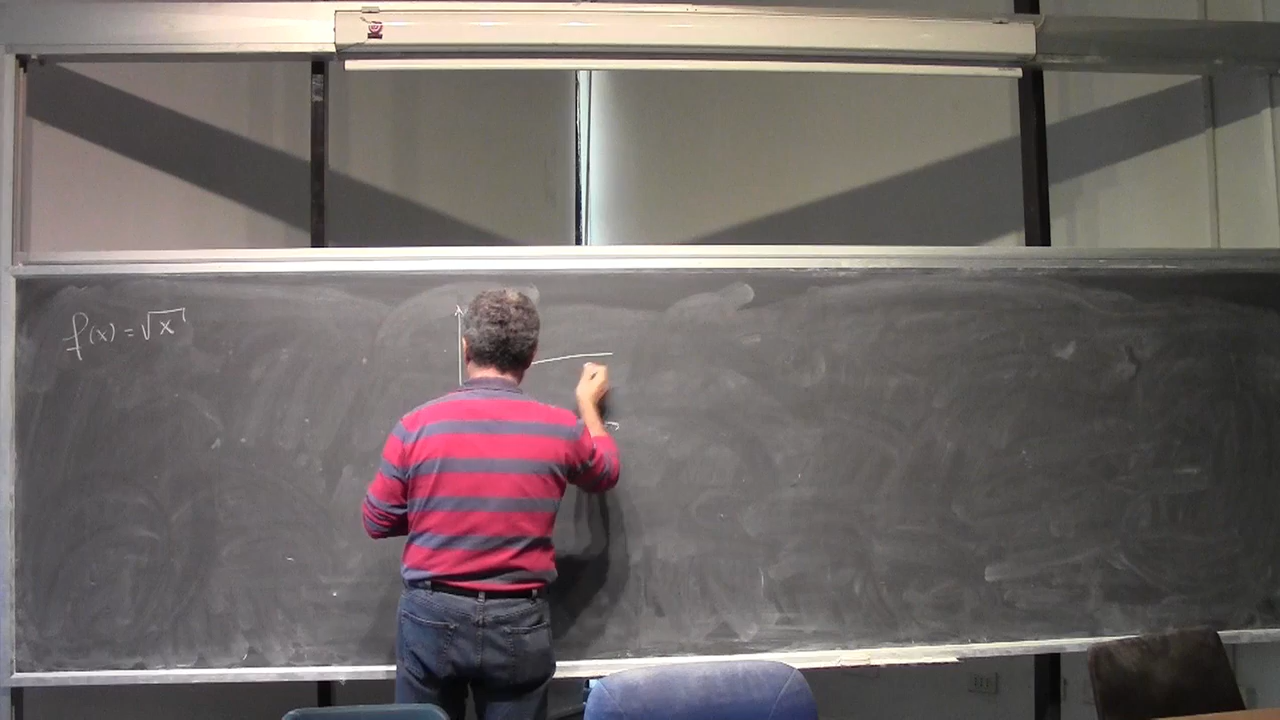 f(x) = √x